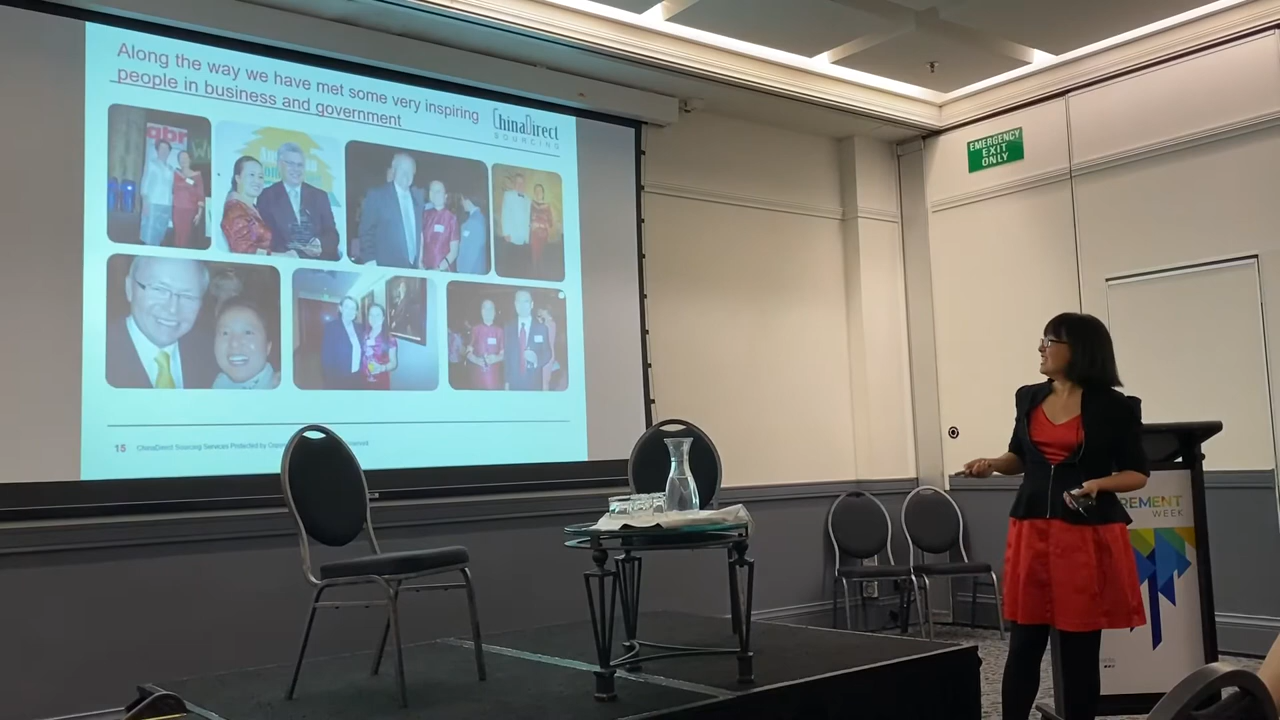 Along the way we have met some very inspiring
people in business and government
ChinaDirect
SOURCING
15 ChinaDirect Sourcing Services Protected by
EMERGENCY
EXIT
ONLY
REMENT
WEEK